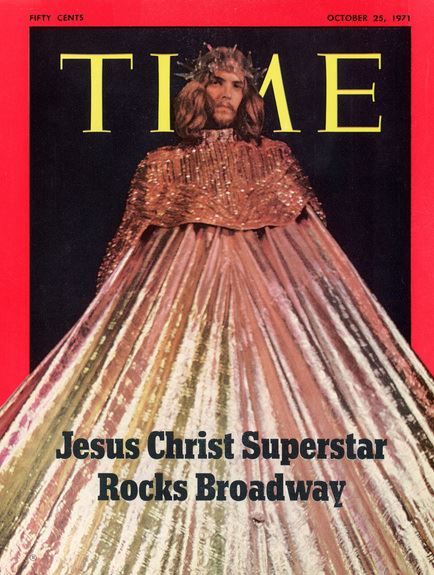 FIFTY CENTS
OCTOBER 25, 1971
TIME
Jesus Christ Superstar
Rocks Broadway